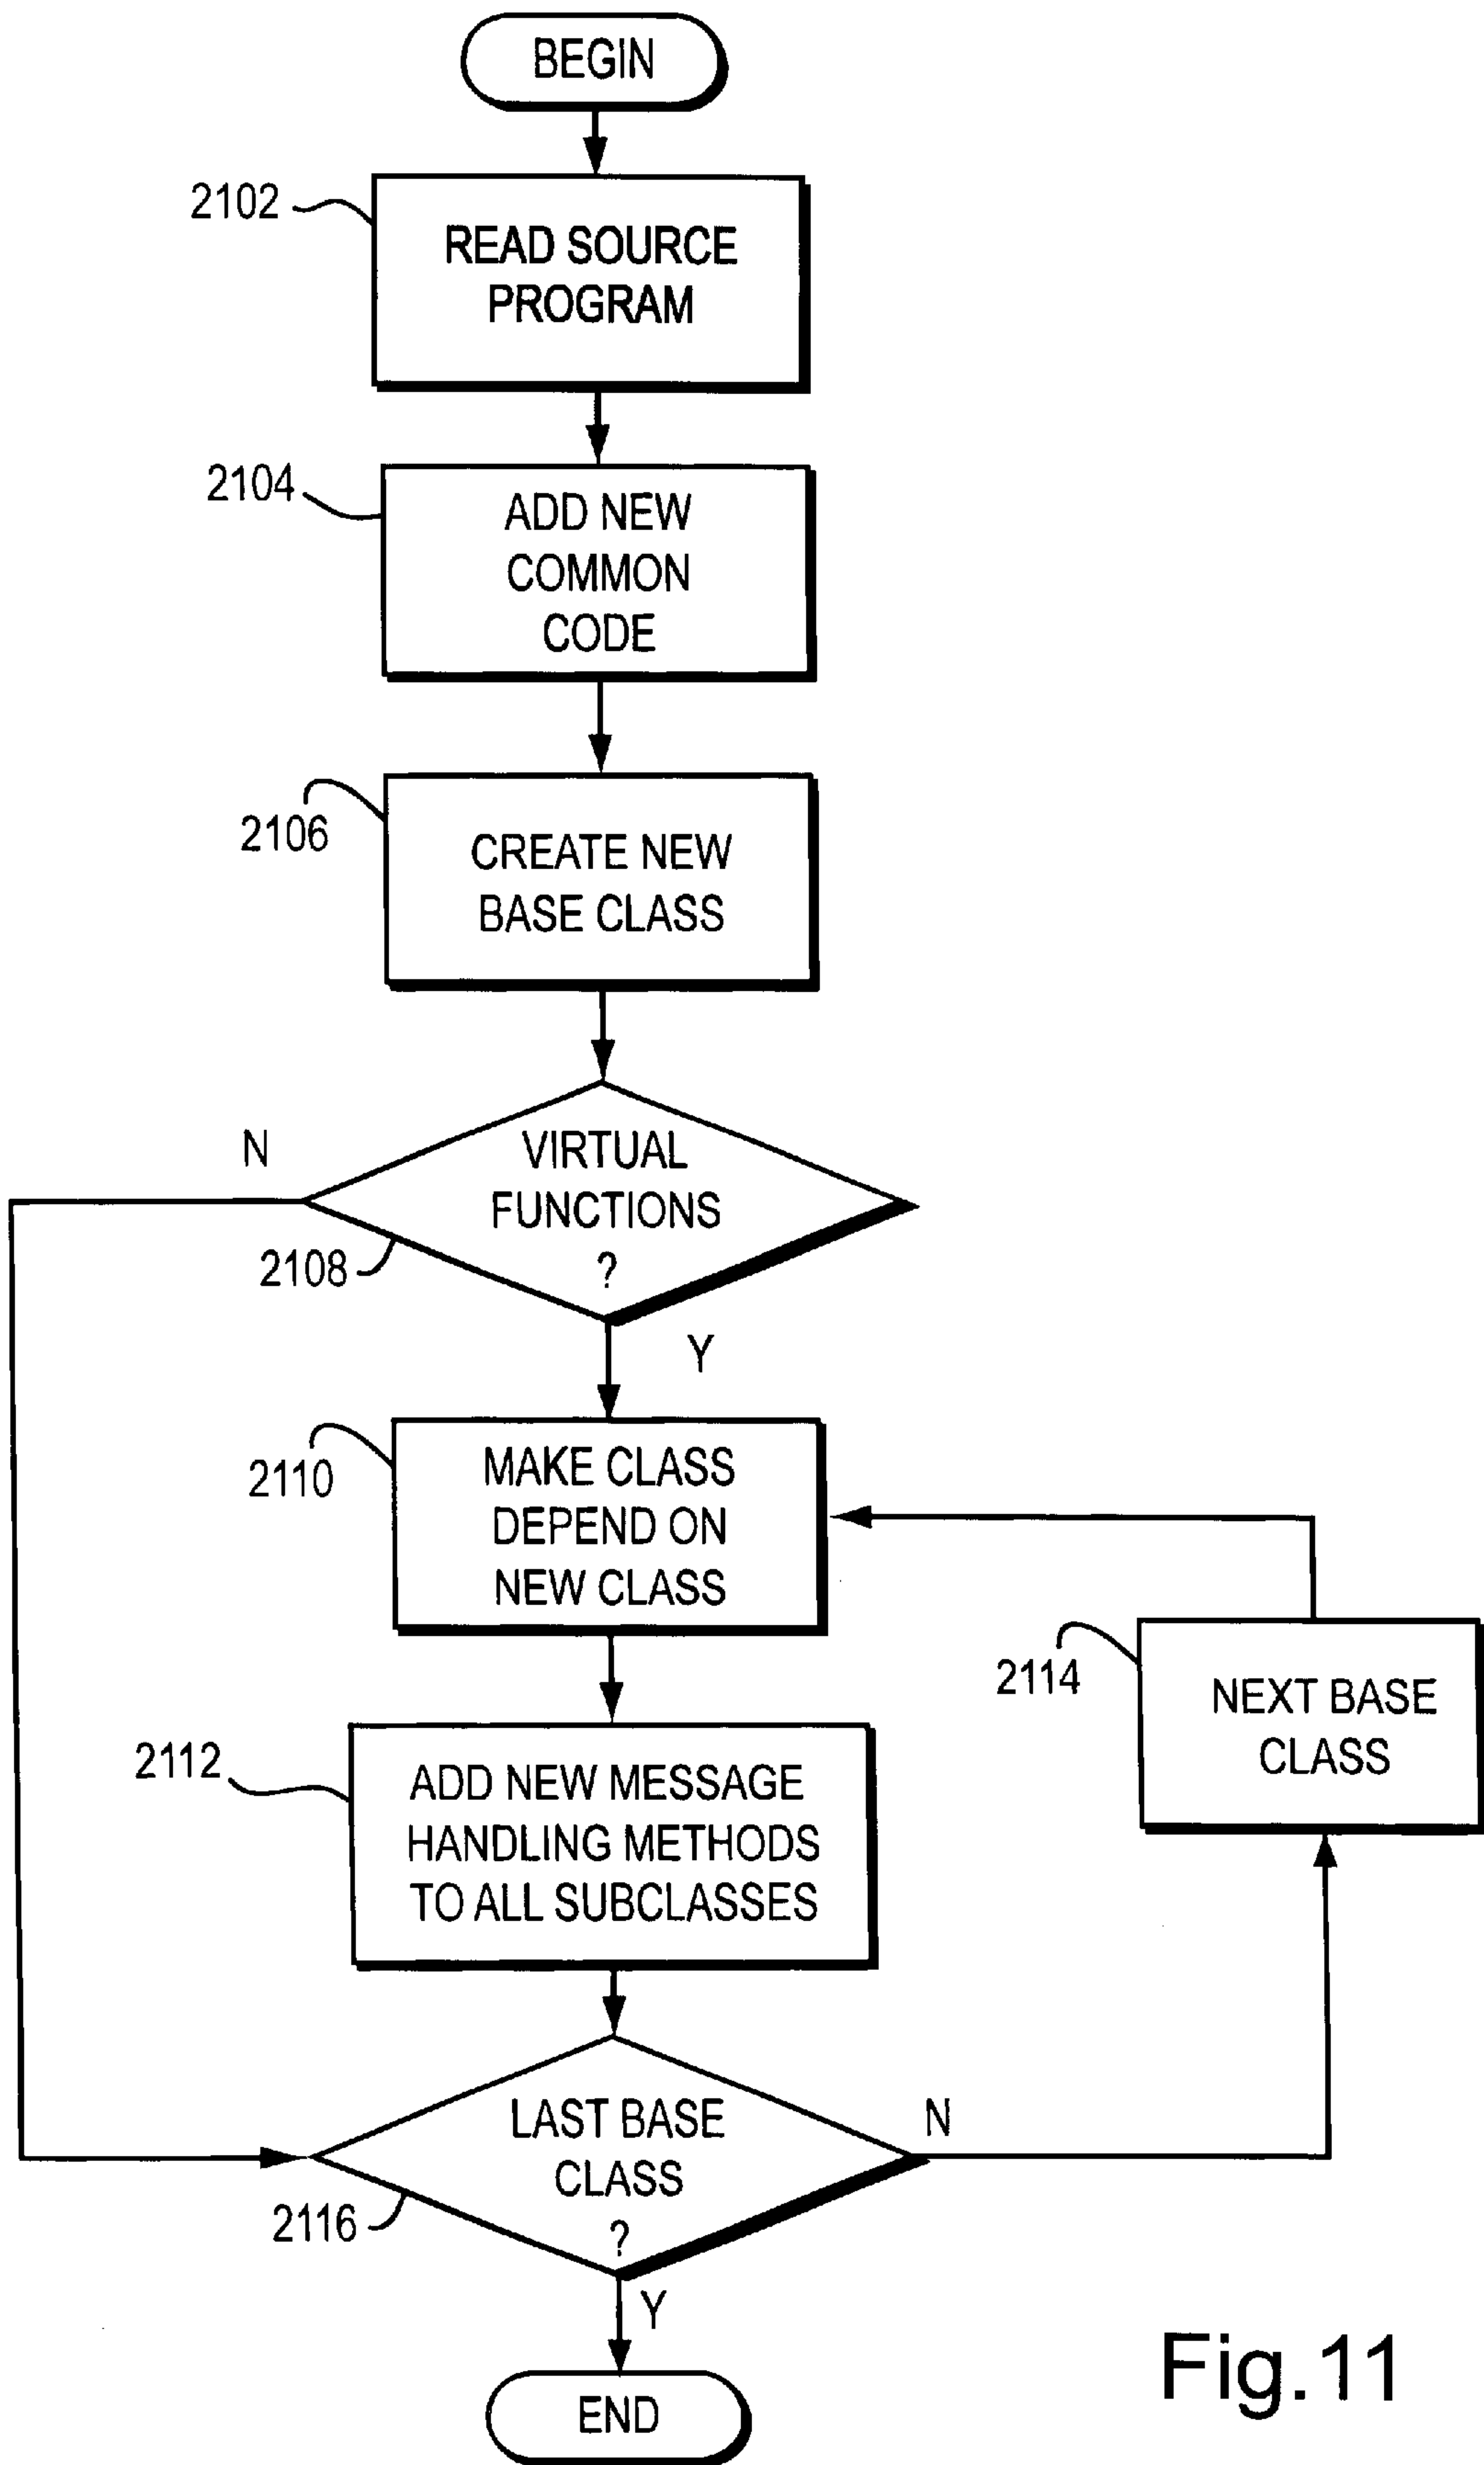 BEGIN
2102
READ SOURCE
PROGRAM
2104
ADD NEW
COMMON
CODE
2106
CREATE NEW
BASE CLASS
N
VIRTUAL
FUNCTIONS
?
2108
Y
2110
MAKE CLASS
DEPEND ON
NEW CLASS
2114
NEXT BASE
CLASS
2112
ADD NEW MESSAGE
HANDLING METHODS
TO ALL SUBCLASSES
LAST BASE
CLASS
?
N
2116
Y
END
Fig.11